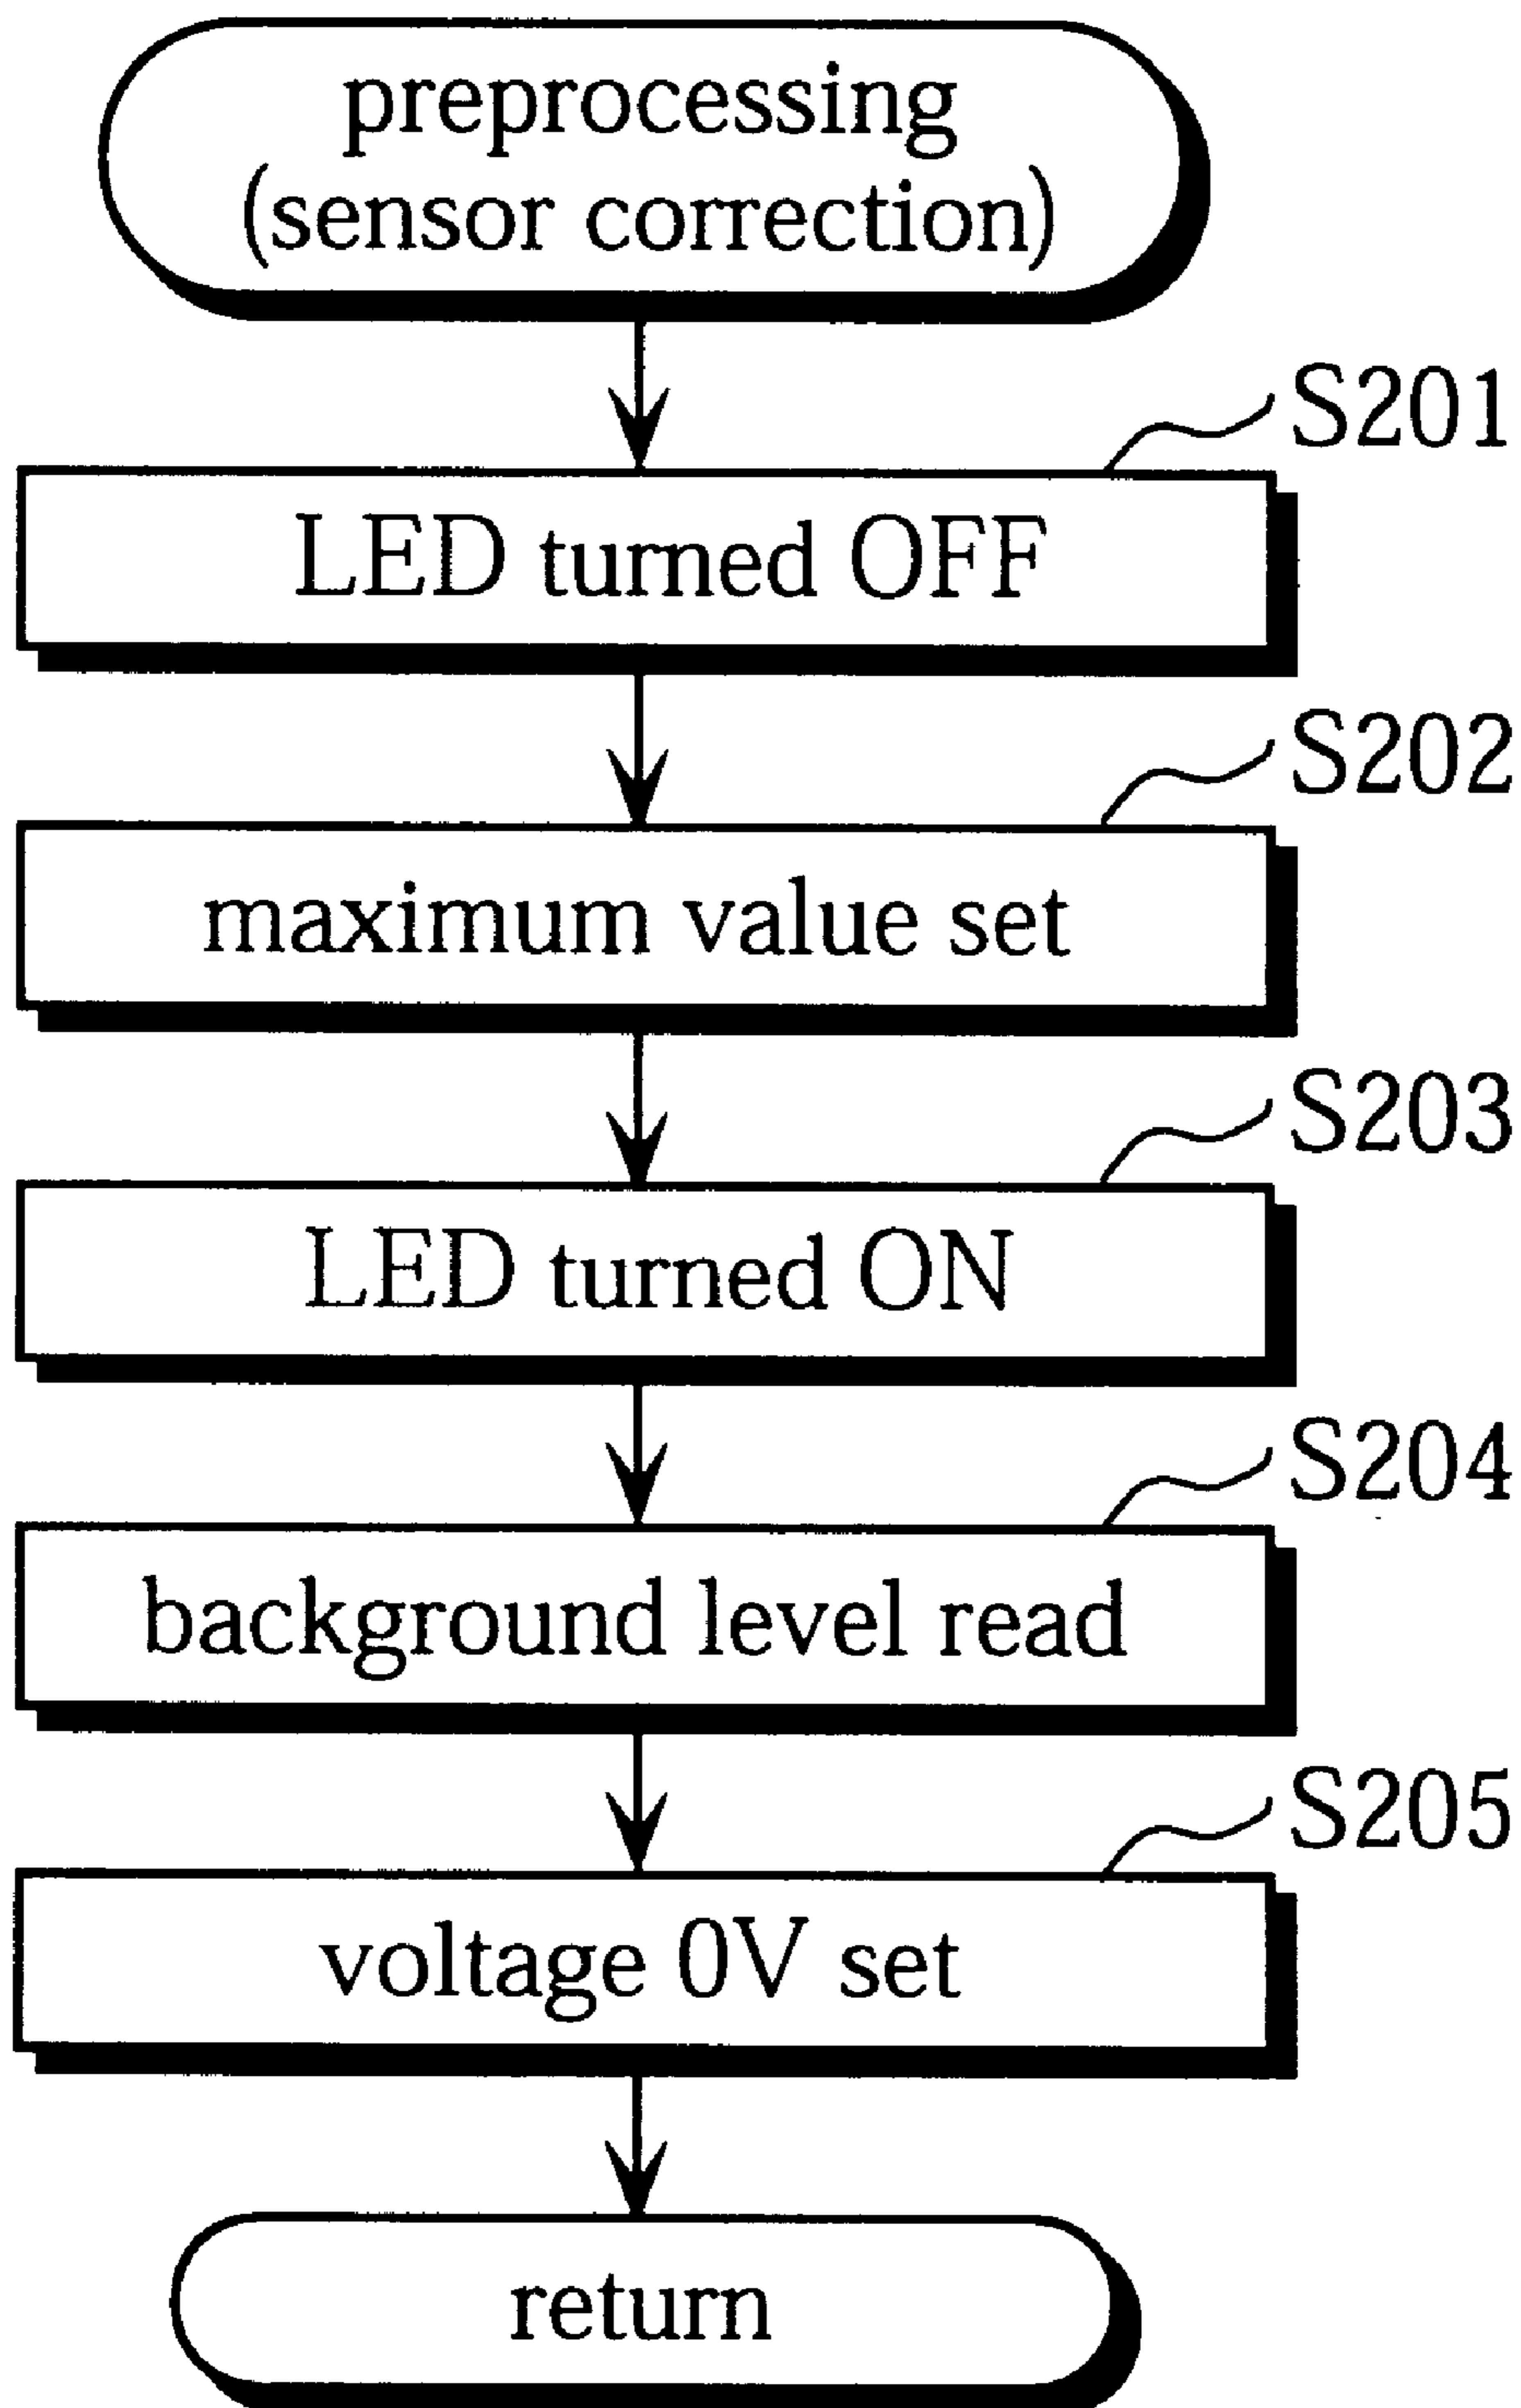 preprocessing
(sensor correction)
S201
LED turned OFF
S202
maximum value set
S203
LED turned ON
S204
background level read
S205
voltage 0V set
return